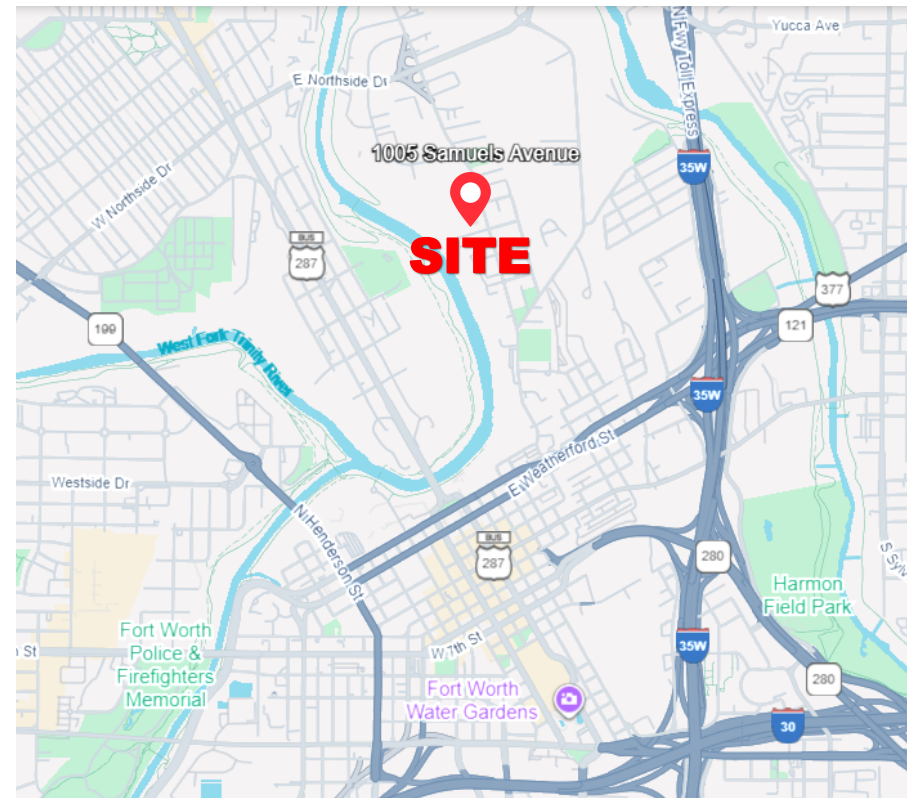 Yucca Ave
N Fwy Toll Express
E Northside Dr
1005 Samuels Avenue
35W
W Northside Dr
SITE
BUS
287
377
199
121
West Fork Trinity
River
35W
E Weatherford St
Westside Dr
N Henderson St
BUS
287
280
S Sylv
Harmon
Field Park
Fort Worth
Police &
Firefighters
Memorial
h St
W 7th St
35W
280
Fort Worth
Water Gardens
30